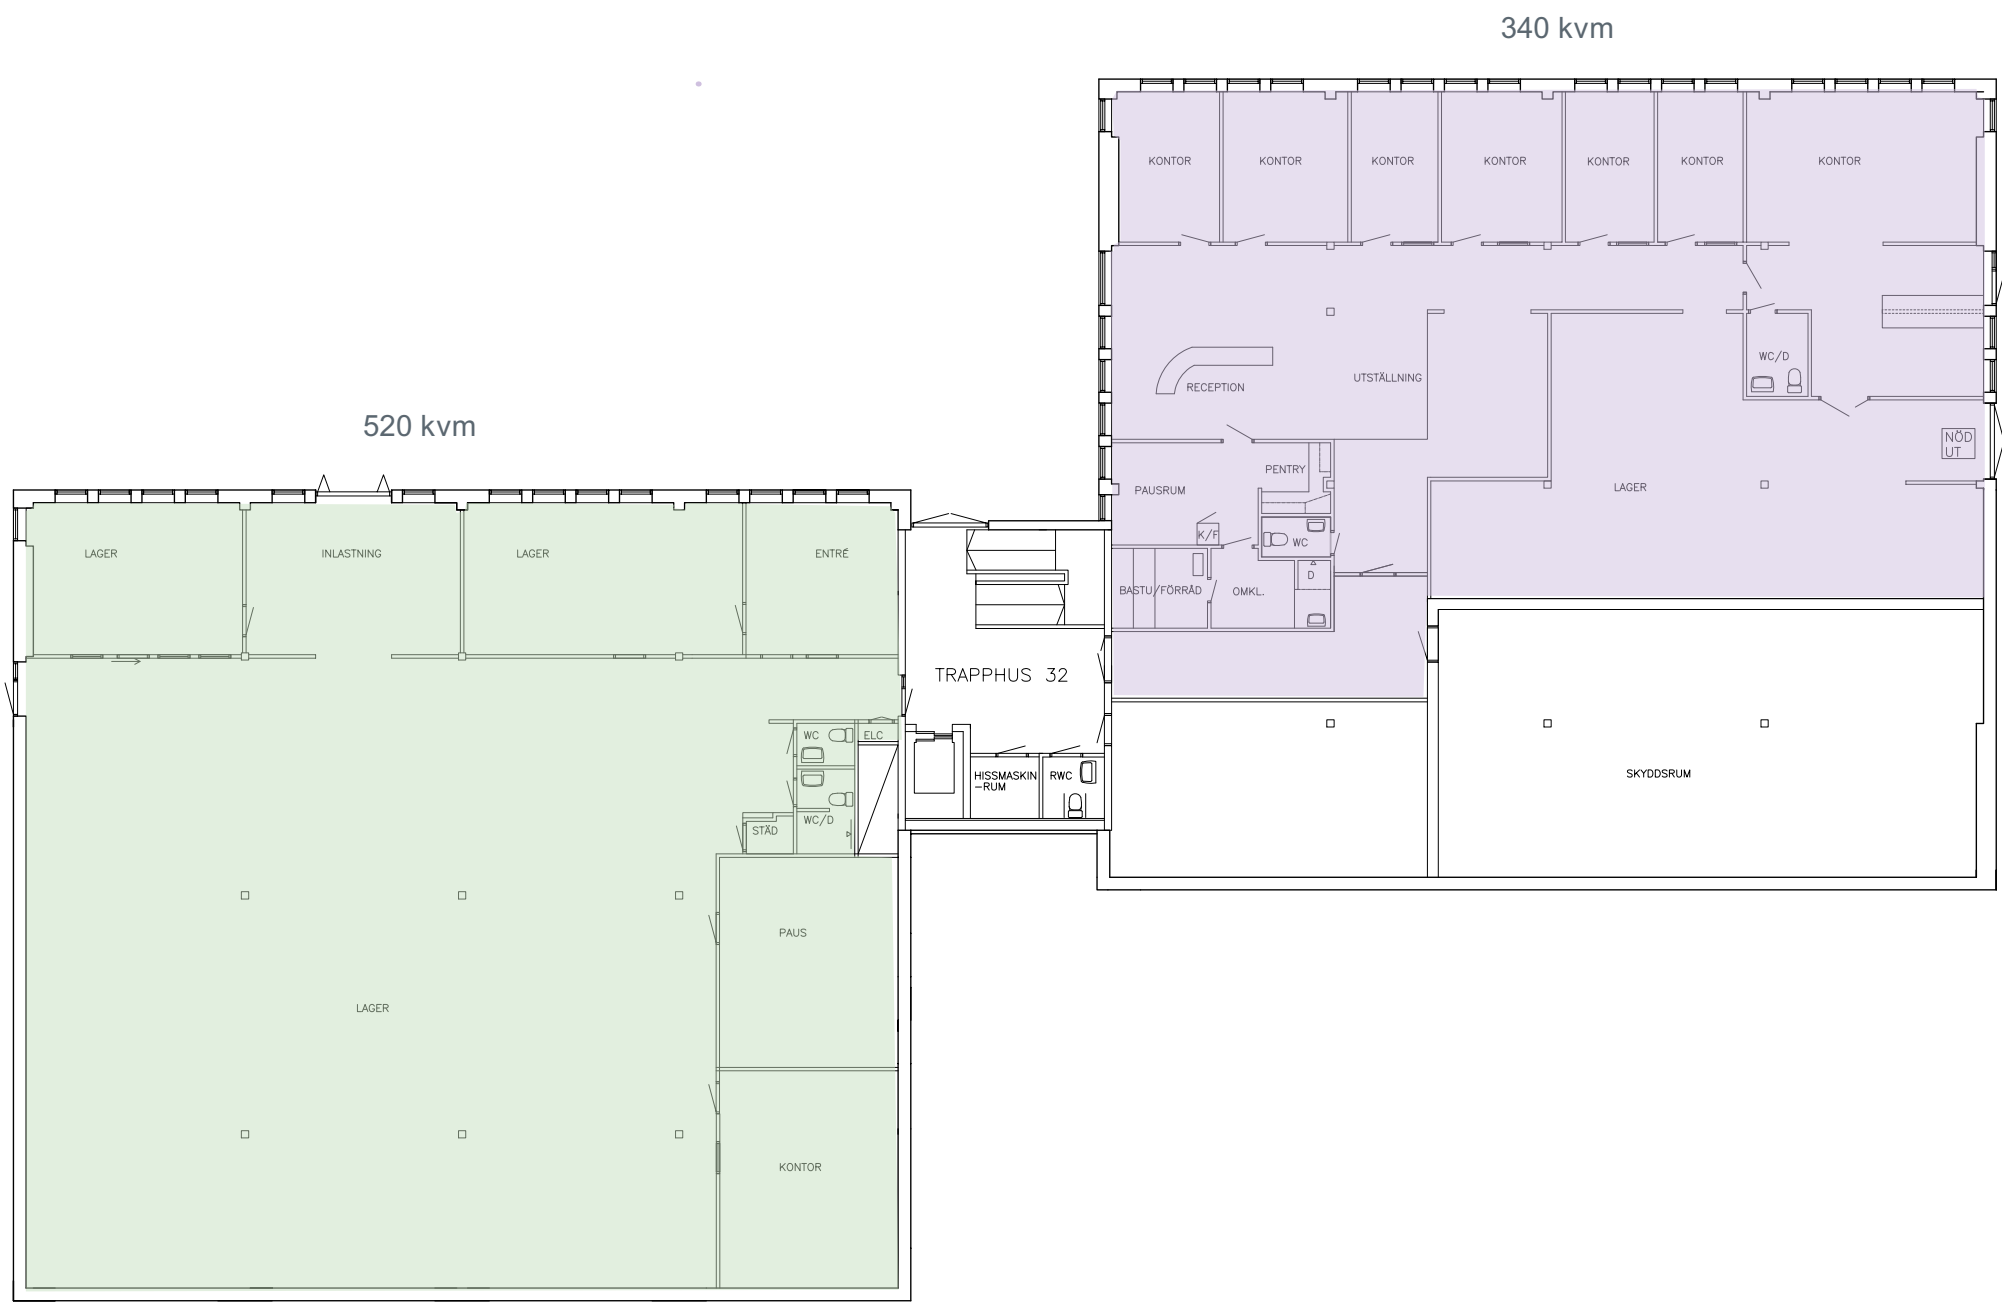 340 kvm
KONTOR
KONTOR
KONTOR
KONTOR
KONTOR
KONTOR
KONTOR
WC/D
UTSTÄLLNING
RECEPTION
520 kvm
NÖD
UT
PENTRY
PAUSRUM
LAGER
K/F
WC
LAGER
INLASTNING
LAGER
ENTRÉ
D
BASTU/FÖRRÅD
OMKL.
TRAPPHUS 32
WC
ELC
HISSMASKIN
-RUM
RWC
SKYDDSRUM
WC/D
STÄD
PAUS
LAGER
KONTOR